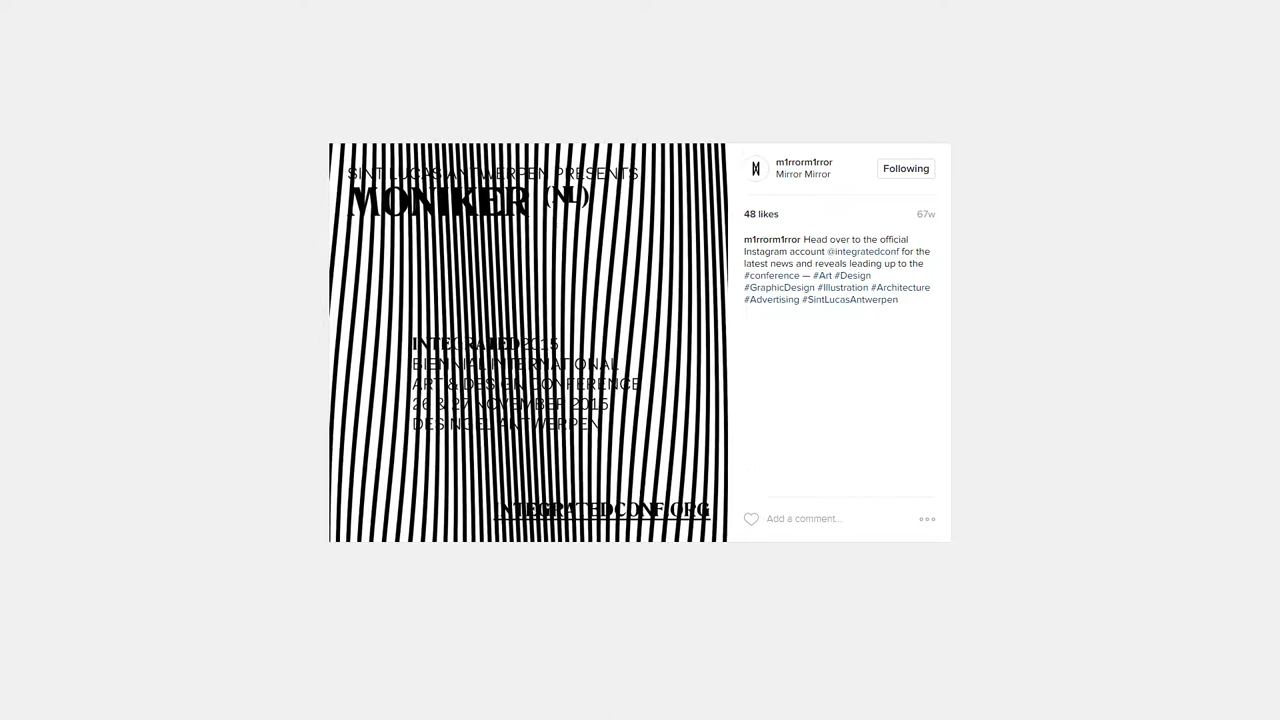 SINT LUCAS ANTWERPEN PRESENTS
MONIKER (NL)
INTEGRATED2015
BIENNIAL INTERNATIONAL
ART & DESIGN CONFERENCE
26 & 27 NOVEMBER 2015
DESINGEL ANTWERPEN
INTEGRATEDCONF.ORG
m1rrorm1rror
Mirror Mirror
Following
48 likes
67w
m1rrorm1rror Head over to the official
Instagram account @integratedconf for the
latest news and reveals leading up to the
#conference — #Art #Design
#GraphicDesign #Illustration #Architecture
#Advertising #SintLucasAntwerpen
Add a comment...